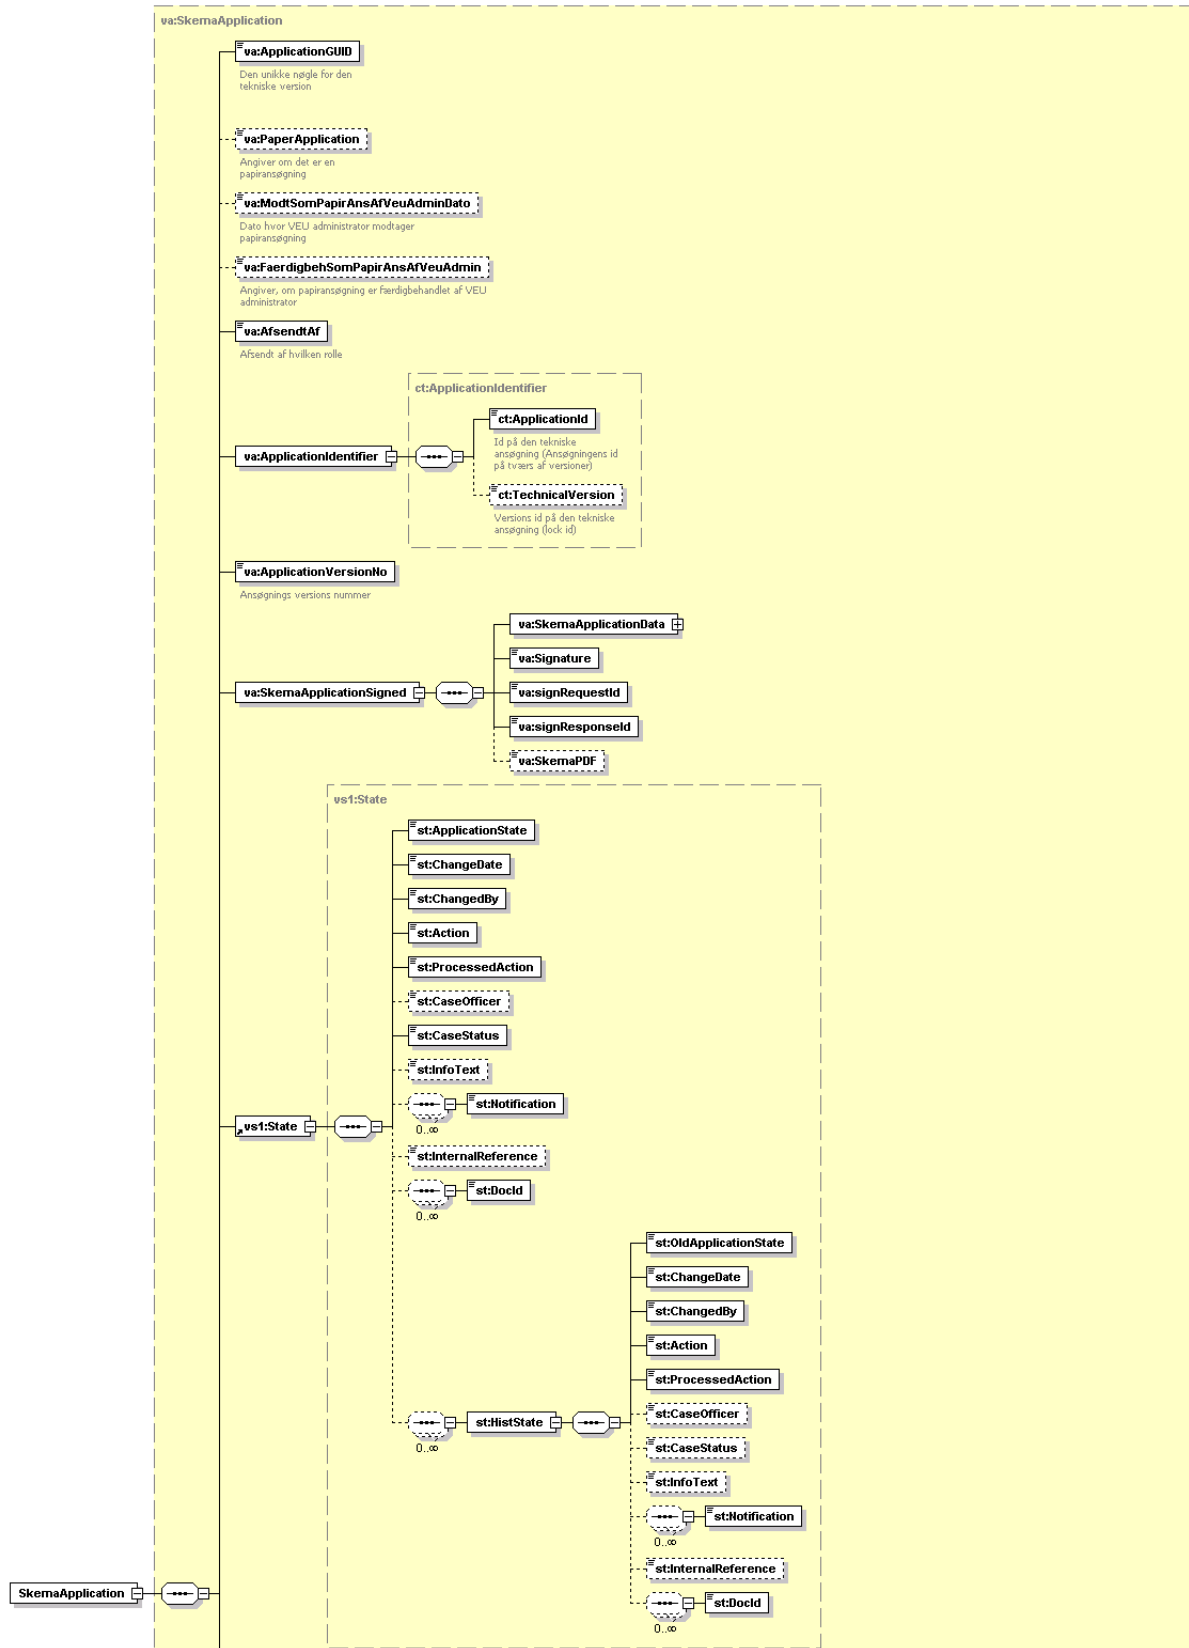 va:SkemaApplication
va:ApplicationGUID
Den unikke nøgle for den
tekniske version
va:PaperApplication
Angiver om det er en
papiransøgning
va:ModtSomPapirAnsAfVeuAdminDato
Dato hvor VEU administrator modtager
papiransøgning
va:FaerdigbehSomPapirAnsAfVeuAdmin
Angiver, om papiransøgning er færdigbehandlet af VEU
administrator
va:AfsendtAf
Afsendt af hvilken rolle
ct:ApplicationIdentifier
ct:ApplicationId
Id på den tekniske
ansøgning (Ansøgningens id
på tværs af versioner)
va:ApplicationIdentifier
ct:TechnicalVersion
Versions id på den tekniske
ansøgning (lock id)
va:ApplicationVersionNo
Ansøgnings versions nummer
va:SkemaApplicationData
va:Signature
va:SkemaApplicationSigned
va:signRequestId
va:signResponseId
va:SkemaPDF
vs1:State
st:ApplicationState
st:ChangeDate
st:ChangedBy
st:Action
st:ProcessedAction
st:CaseOfficer
st:CaseStatus
st:InfoText
st:Notification
0..∞
vs1:State
st:InternalReference
st:DocId
0..∞
st:OldApplicationState
st:ChangeDate
st:ChangedBy
st:Action
st:ProcessedAction
st:CaseOfficer
st:HistState
0..∞
st:CaseStatus
st:InfoText
st:Notification
0..∞
st:InternalReference
SkemaApplication
st:DocId
0..∞